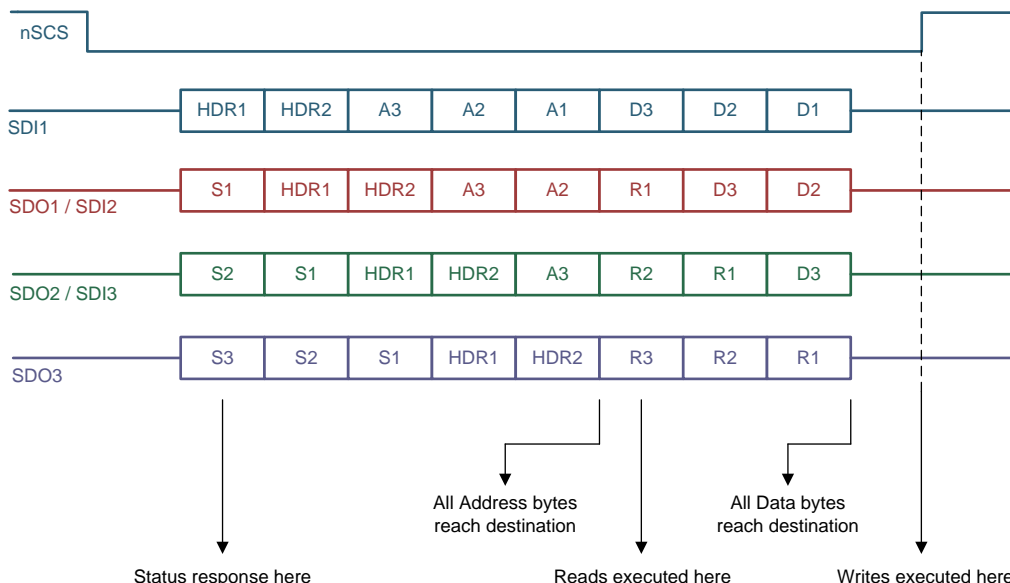 nSCS
HDR1 HDR2 A3 A2 A1 D3 D2 D1
SDI1
S1 HDR1 HDR2 A3 A2 R1 D3 D2
SDO1 / SDI2
S2 S1 HDR1 HDR2 A3 R2 R1 D3
SDO2 / SDI3
S3 S2 S1 HDR1 HDR2 R3 R2 R1
SDO3
All Address bytes
reach destination
All Data bytes
reach destination
Status response here
Reads executed here
Writes executed here